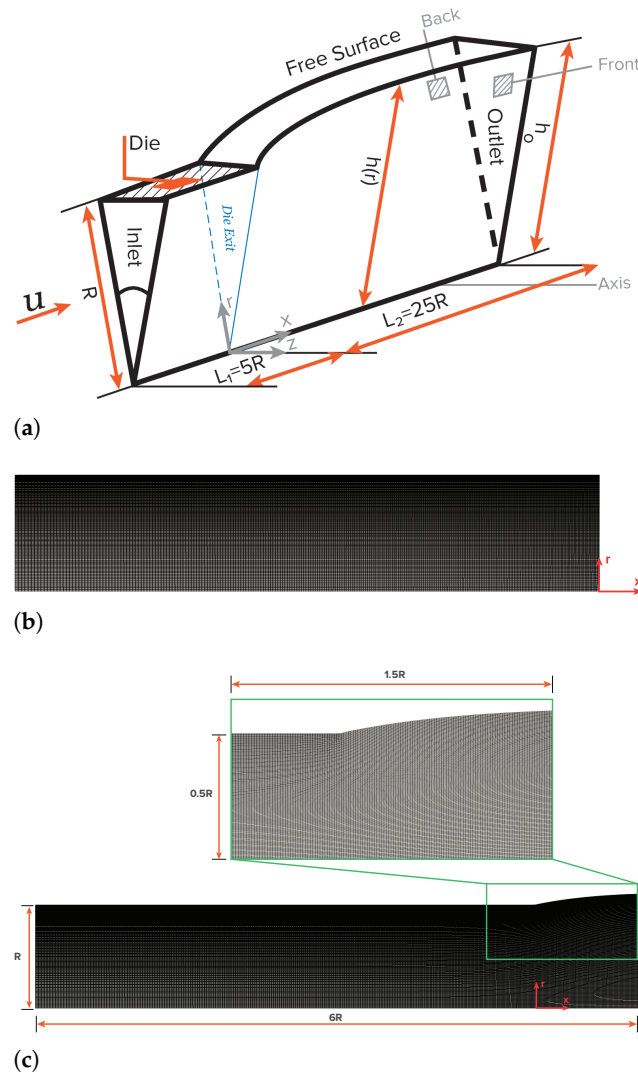 Back
Free Surface
Front
Die
Outlet
hₒ
h(r)
Die Exit
Inlet
R
u
r
x
z
Axis
L₂=25R
L₁=5R
(a)
r
x
(b)
1.5R
0.5R
R
r
x
6R
(c)